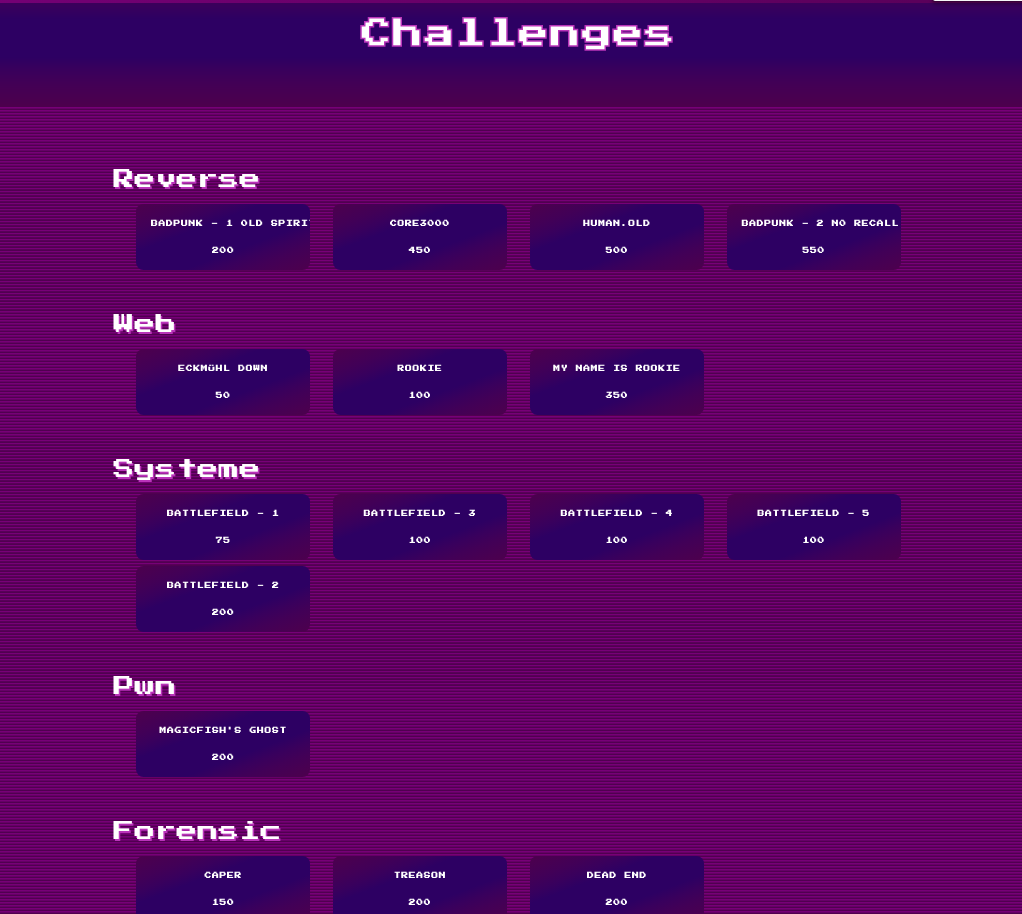 Challenges
Reverse
BADPUNK - 1 OLD SPIRI
200
CORE3000
450
HUMAN.OLD
500
BADPUNK - 2 NO RECALL
550
Web
ECKMüHL DOWN
50
ROOKIE
100
MY NAME IS ROOKIE
350
Systeme
BATTLEFIELD - 1
75
BATTLEFIELD - 3
100
BATTLEFIELD - 4
100
BATTLEFIELD - 5
100
BATTLEFIELD - 2
200
Pwn
MAGICFISH'S GHOST
200
Forensic
CAPER
150
TREASON
200
DEAD END
200